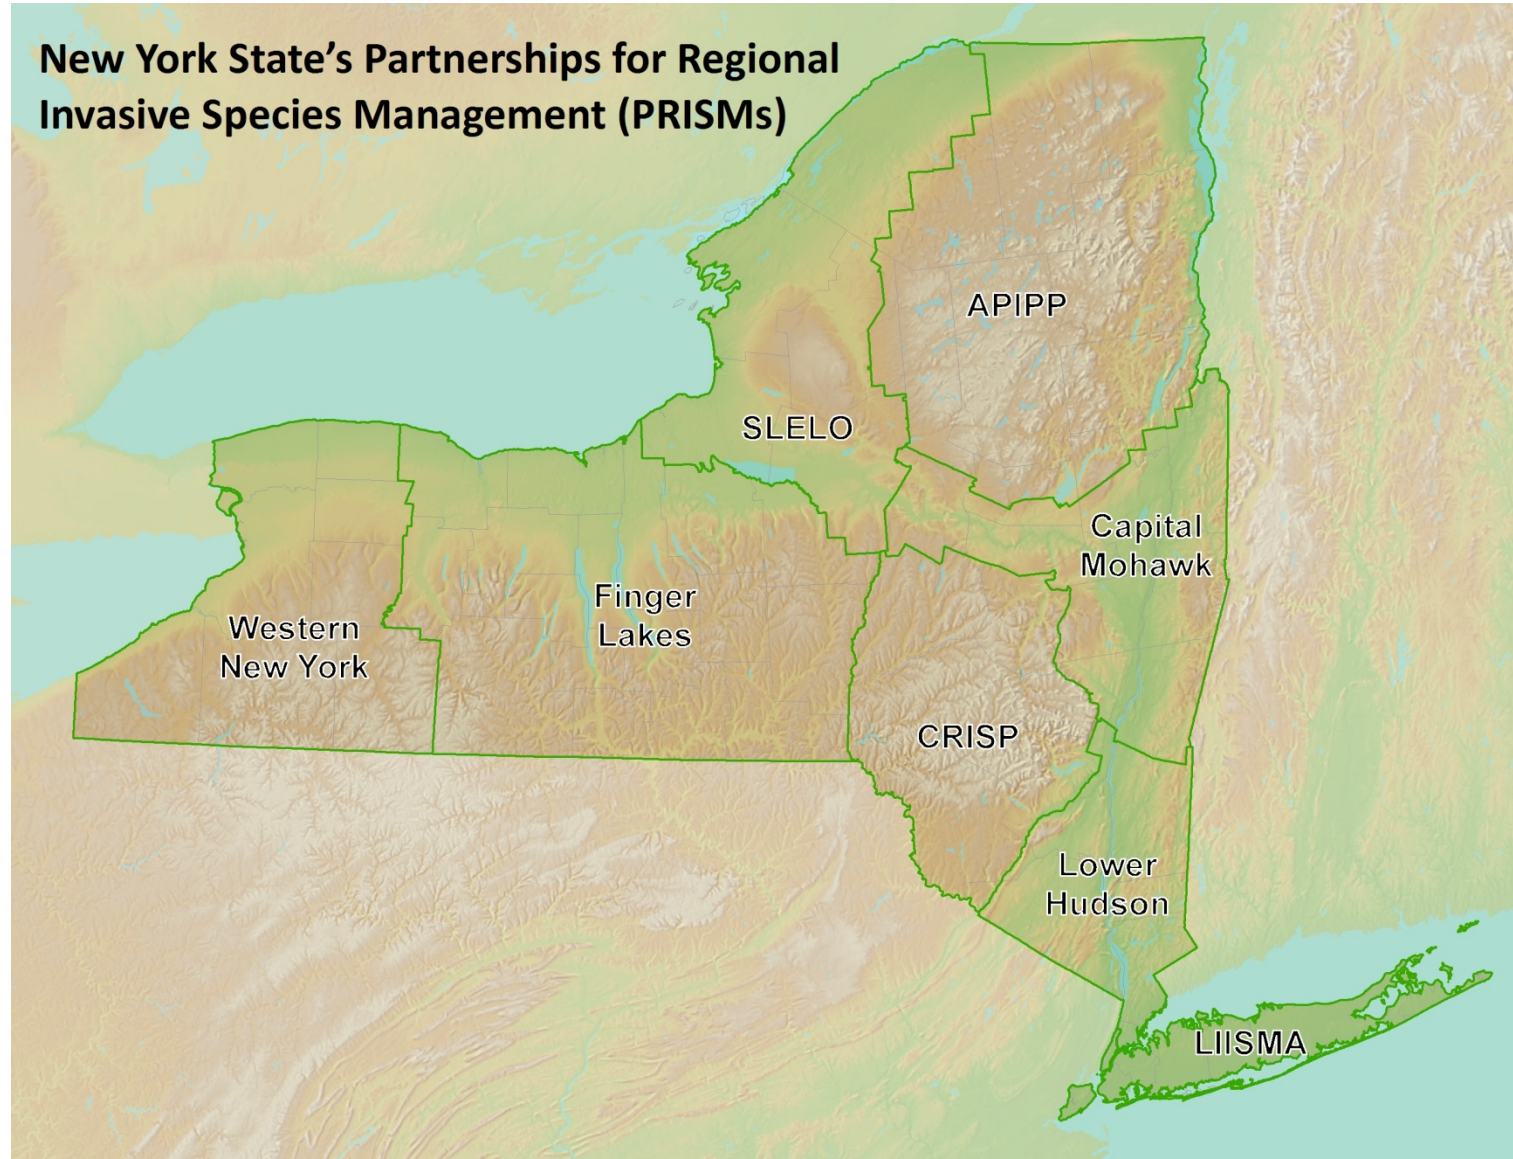 New York State’s Partnerships for Regional
Invasive Species Management (PRISMs)
APIPP
SLELO
Capital
Mohawk
Finger
Lakes
Western
New York
CRISP
Lower
Hudson
LIISMA